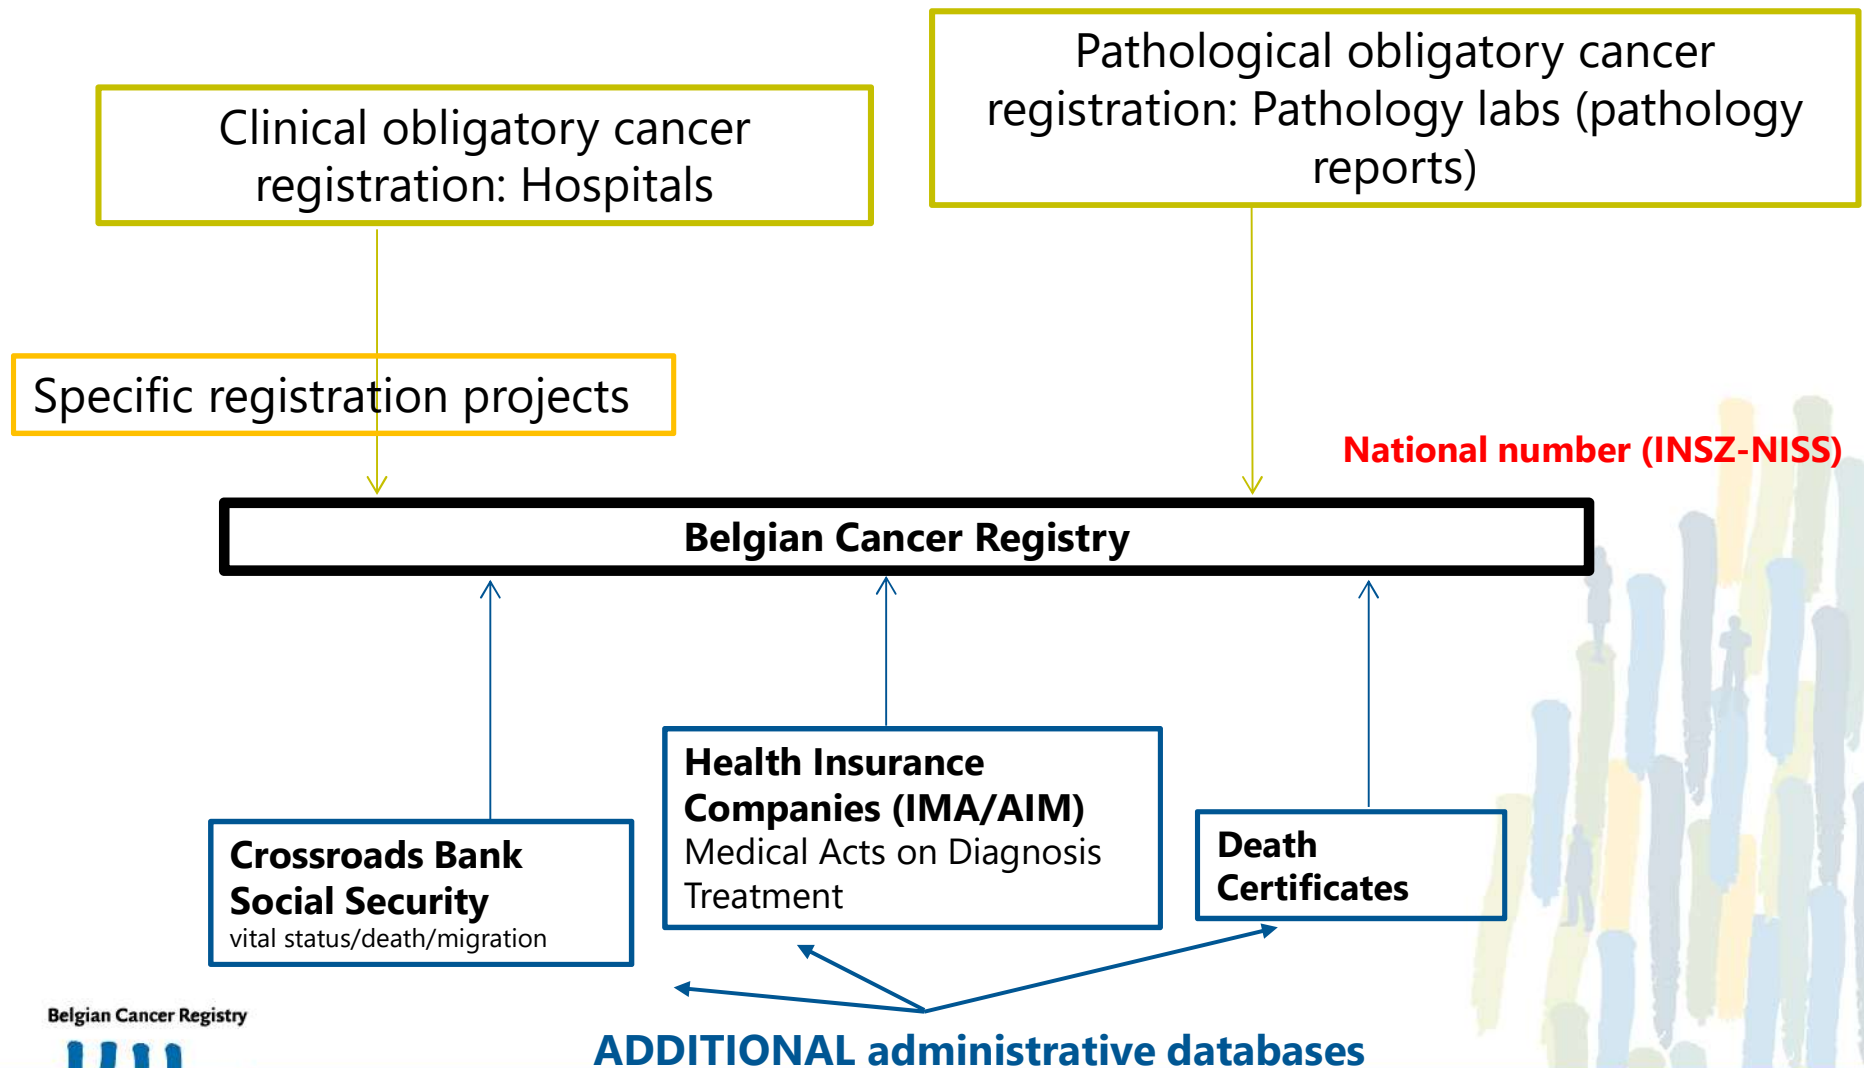 Pathological obligatory cancer
registration: Pathology labs (pathology
reports)
Clinical obligatory cancer
registration: Hospitals
Specific registration projects
National number (INSZ-NISS)
Belgian Cancer Registry
Health Insurance
Companies (IMA/AIM)
Medical Acts on Diagnosis
Treatment
Crossroads Bank
Social Security
vital status/death/migration
Death
Certificates
Belgian Cancer Registry
ADDITIONAL administrative databases